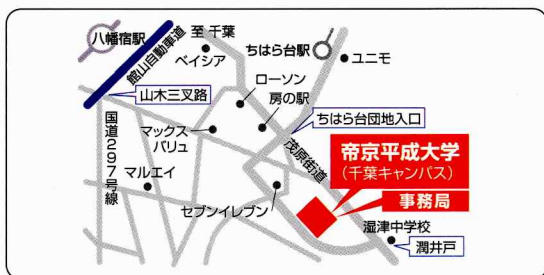 八幡宿駅
館山自動車道
至 千葉
ベイシア
ちはら台駅
ユニモ
ローソン
房の駅
山木三叉路
ちはら台団地入口
国道297号線
マックス
バリュ
茂原街道
帝京平成大学
(千葉キャンパス)
マルエイ
セブンイレブン
事務局
湿津中学校
潤井戸